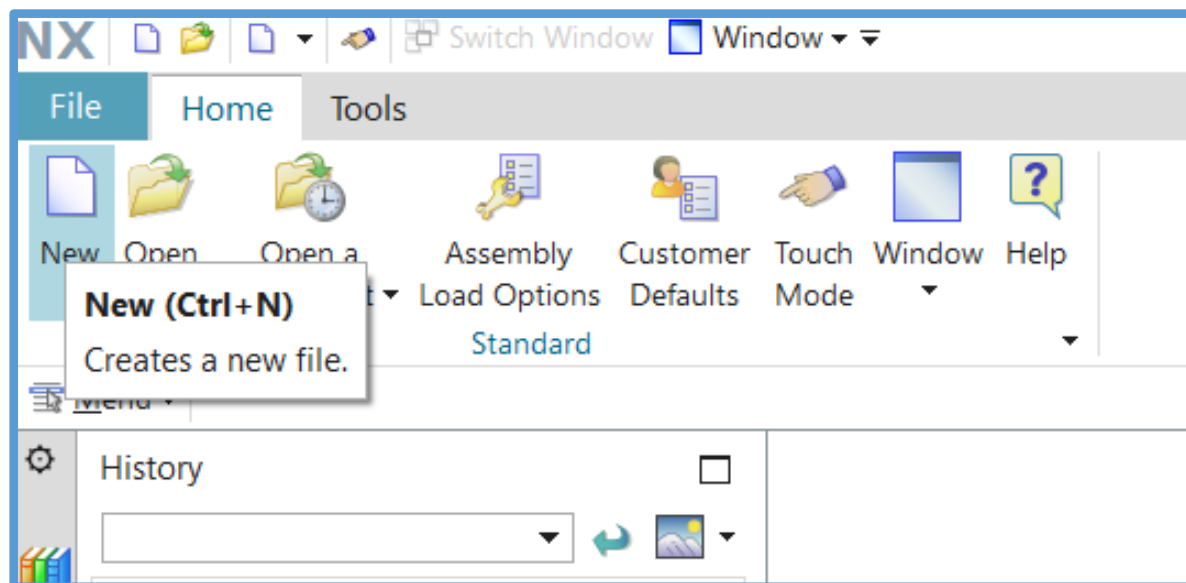 NX Switch Window Window
File Home Tools
New Open Open a Assembly Customer Touch Window Help
t Load Options Defaults Mode
New (Ctrl+N)
Creates a new file.
Standard
Menu
History